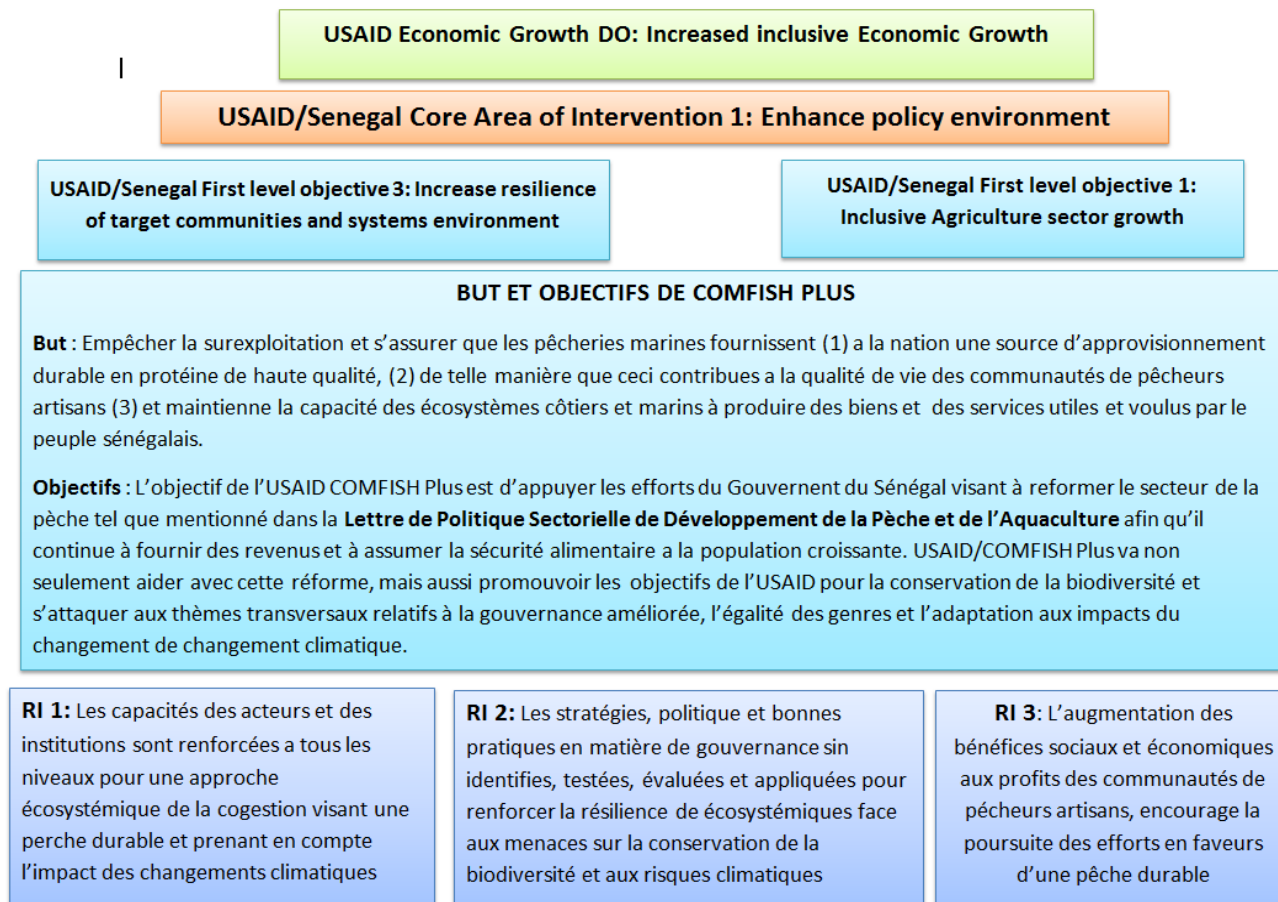 USAID Economic Growth DO: Increased inclusive Economic Growth
USAID/Senegal Core Area of Intervention 1: Enhance policy environment
USAID/Senegal First level objective 3: Increase resilience
of target communities and systems environment
USAID/Senegal First level objective 1:
Inclusive Agriculture sector growth
BUT ET OBJECTIFS DE COMFISH PLUS
But : Empêcher la surexploitation et s’assurer que les pêcheries marines fournissent (1) a la nation une source d’approvisionnement
durable en protéine de haute qualité, (2) de telle manière que ceci contribues a la qualité de vie des communautés de pêcheurs
artisans (3) et maintienne la capacité des écosystèmes côtiers et marins à produire des biens et des services utiles et voulus par le
peuple sénégalais.
Objectifs : L’objectif de l’USAID COMFISH Plus est d’appuyer les efforts du Gouvernent du Sénégal visant à reformer le secteur de la
pèche tel que mentionné dans la Lettre de Politique Sectorielle de Développement de la Pèche et de l’Aquaculture afin qu’il
continue à fournir des revenus et à assumer la sécurité alimentaire a la population croissante. USAID/COMFISH Plus va non
seulement aider avec cette réforme, mais aussi promouvoir les objectifs de l’USAID pour la conservation de la biodiversité et
s’attaquer aux thèmes transversaux relatifs à la gouvernance améliorée, l’égalité des genres et l’adaptation aux impacts du
changement de changement climatique.
RI 1: Les capacités des acteurs et des
institutions sont renforcées a tous les
niveaux pour une approche
écosystémique de la cogestion visant une
perche durable et prenant en compte
l’impact des changements climatiques
RI 2: Les stratégies, politique et bonnes
pratiques en matière de gouvernance sin
identifies, testées, évaluées et appliquées pour
renforcer la résilience de écosystémiques face
aux menaces sur la conservation de la
biodiversité et aux risques climatiques
RI 3: L’augmentation des
bénéfices sociaux et économiques
aux profits des communautés de
pécheurs artisans, encourage la
poursuite des efforts en faveurs
d’une pêche durable